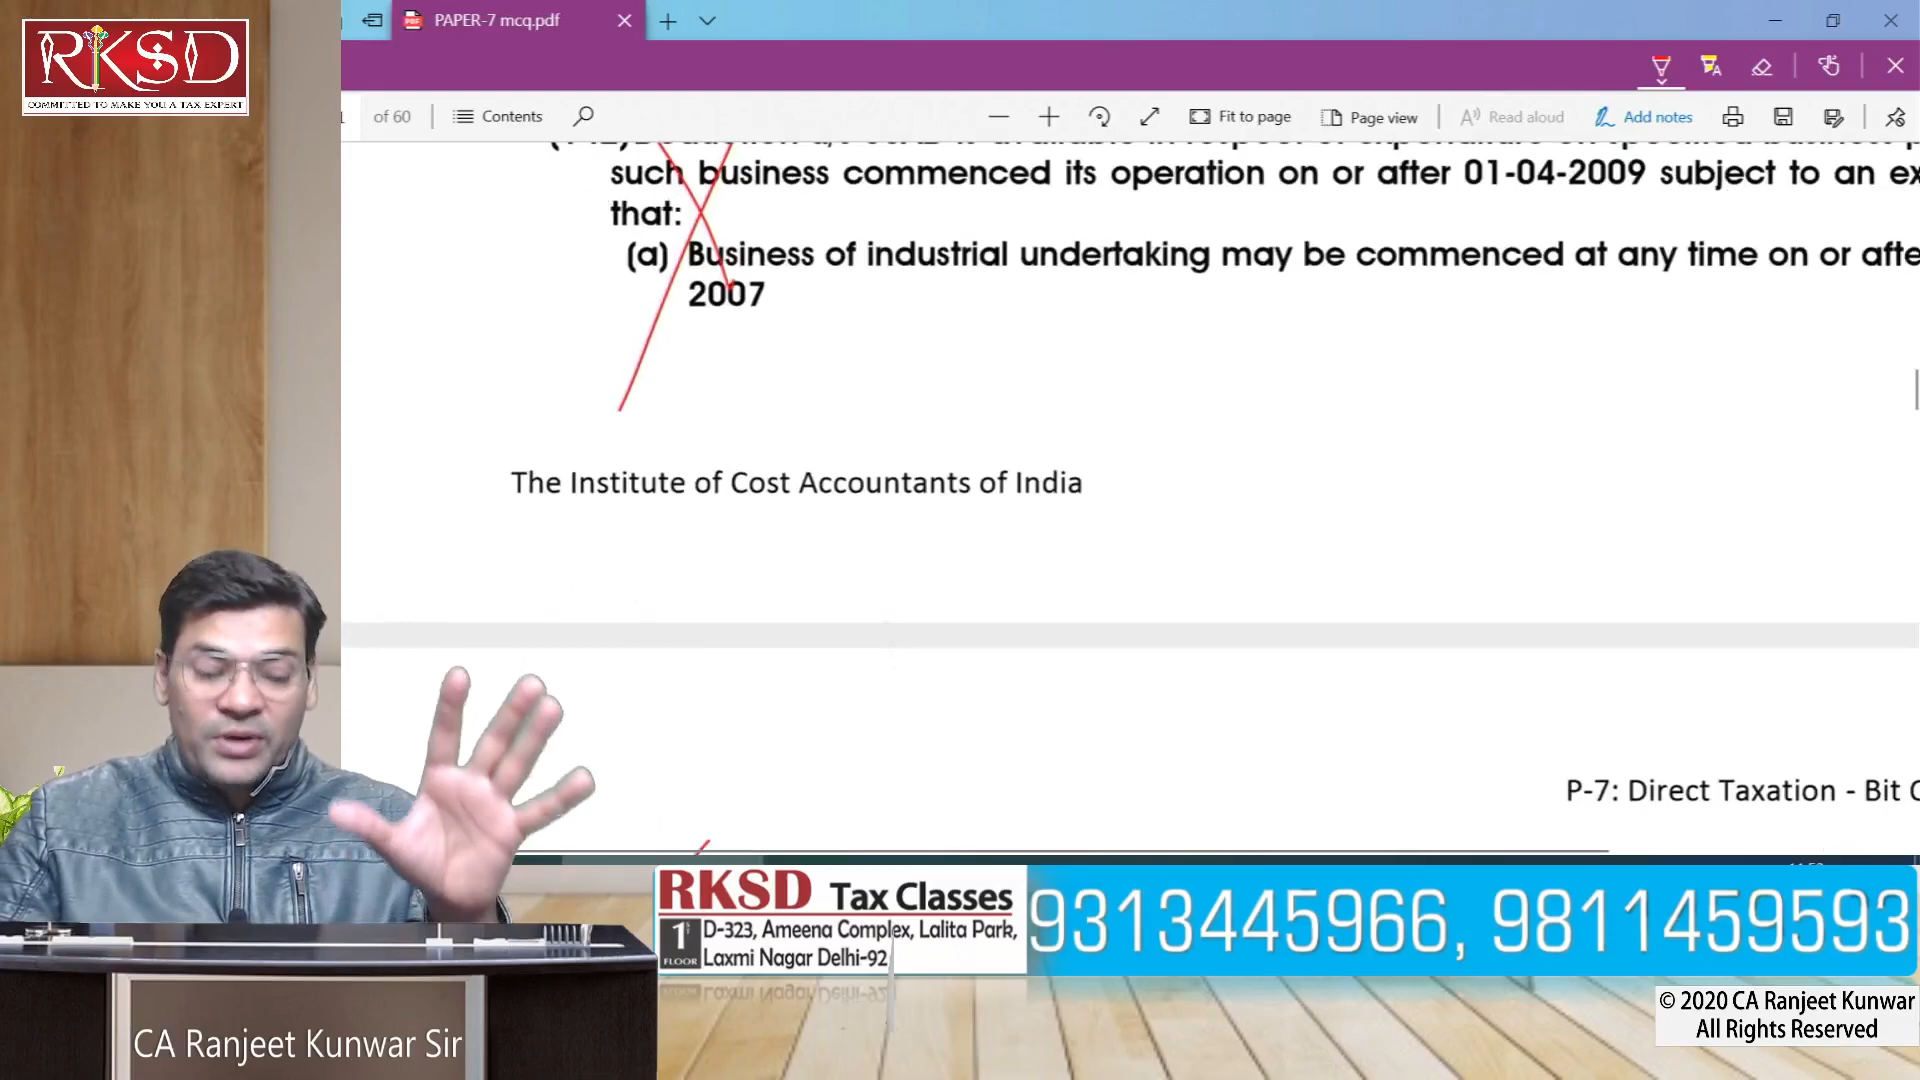 RKSD
COMMITTED TO MAKE YOU A TAX EXPERT
PAPER-7 mcq.pdf
of 60
Contents
Fit to page
Page view
Read aloud
Add notes
such business commenced its operation on or after 01-04-2009 subject to an ex
that:
(a) Business of industrial undertaking may be commenced at any time on or afte
2007
The Institute of Cost Accountants of India
P-7: Direct Taxation - Bit
RKSD Tax Classes
1st FLOOR
D-323, Ameena Complex, Lalita Park,
Laxmi Nagar Delhi-92
9313445966, 9811459593
CA Ranjeet Kunwar Sir
© 2020 CA Ranjeet Kunwar
All Rights Reserved